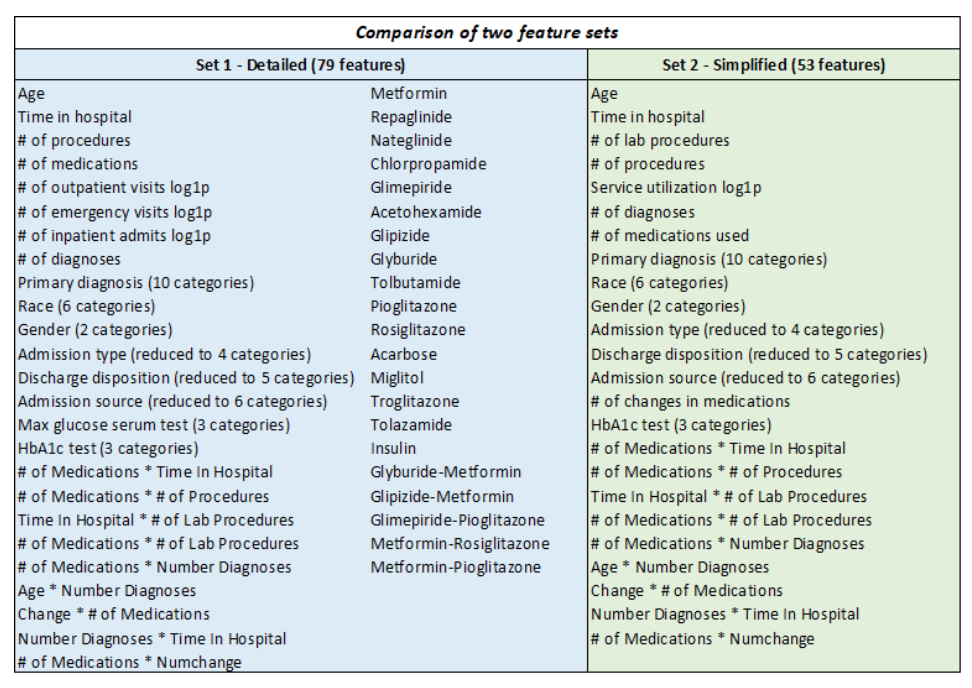 Comparison of two feature sets
Set 1 - Detailed (79 features)
Age
Time in hospital
# of procedures
# of medications
# of outpatient visits log1p
# of emergency visits log1p
# of inpatient admits log1p
# of diagnoses
Primary diagnosis (10 categories)
Race (6 categories)
Gender (2 categories)
Admission type (reduced to 4 categories)
Discharge disposition (reduced to 5 categories)
Admission source (reduced to 6 categories)
Max glucose serum test (3 categories)
HbA1c test (3 categories)
# of Medications * Time In Hospital
# of Medications * # of Procedures
Time In Hospital * # of Lab Procedures
# of Medications * # of Lab Procedures
# of Medications * Number Diagnoses
Age * Number Diagnoses
Change * # of Medications
Number Diagnoses * Time In Hospital
# of Medications * Numchange
Metformin
Repaglinide
Nateglinide
Chlorpropamide
Glimepiride
Acetohexamide
Glipizide
Glyburide
Tolbutamide
Pioglitazone
Rosiglitazone
Acarbose
Miglitol
Troglitazone
Tolazamide
Insulin
Glyburide-Metformin
Glipizide-Metformin
Glimepiride-Pioglitazone
Metformin-Rosiglitazone
Metformin-Pioglitazone
Set 2 - Simplified (53 features)
Age
Time in hospital
# of lab procedures
# of procedures
Service utilization log1p
# of diagnoses
# of medications used
Primary diagnosis (10 categories)
Race (6 categories)
Gender (2 categories)
Admission type (reduced to 4 categories)
Discharge disposition (reduced to 5 categories)
Admission source (reduced to 6 categories)
# of changes in medications
HbA1c test (3 categories)
# of Medications * Time In Hospital
# of Medications * # of Procedures
Time In Hospital * # of Lab Procedures
# of Medications * # of Lab Procedures
# of Medications * Number Diagnoses
Age * Number Diagnoses
Change * # of Medications
Number Diagnoses * Time In Hospital
# of Medications * Numchange